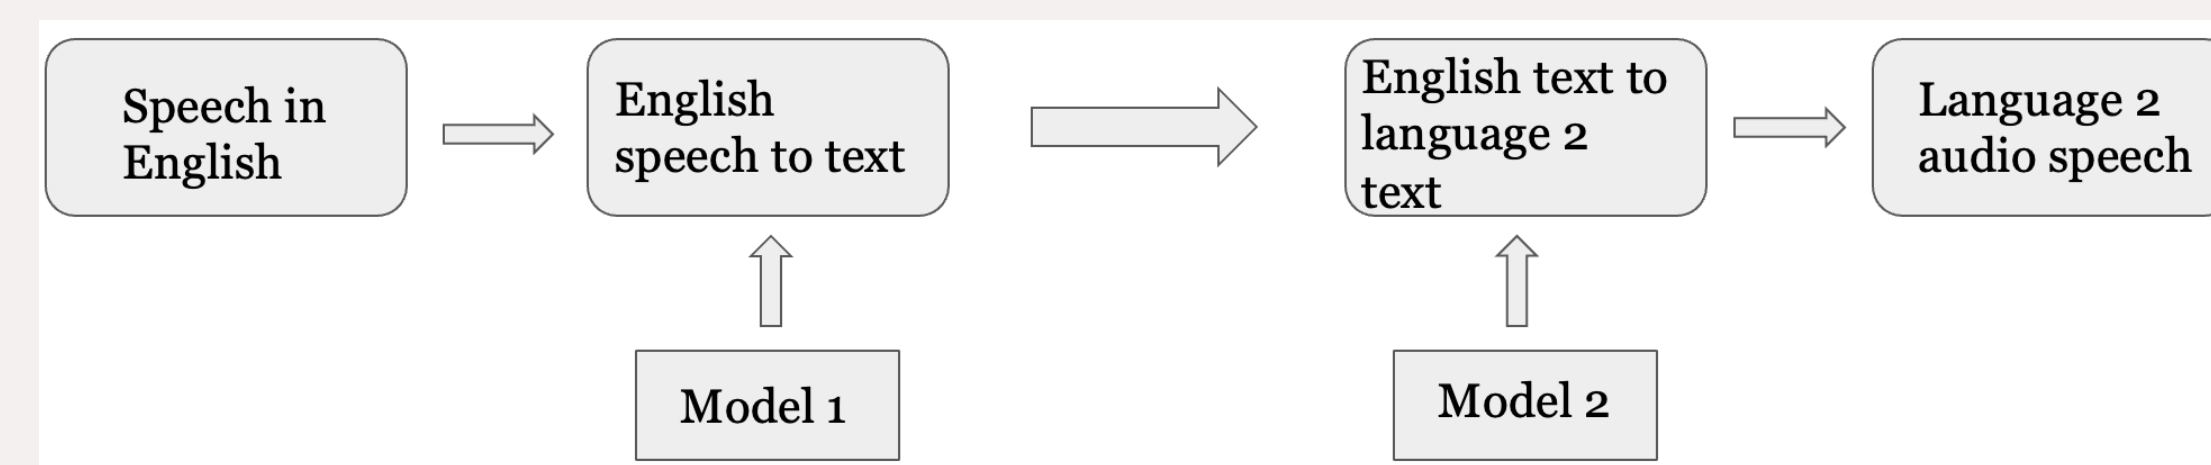 Speech in
English
English
speech to text
English text to
language 2
text
Language 2
audio speech
Model 1
Model 2